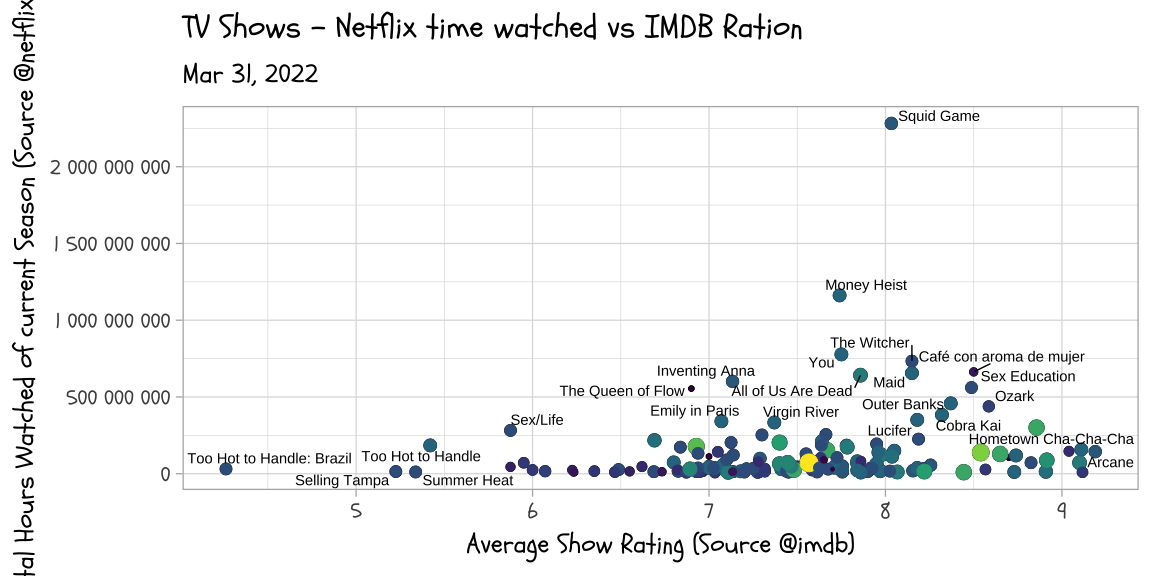 TV Shows – Netflix time watched vs IMDB Ration
Mar 31, 2022
tal Hours Watched of current Season (Source @netflix
2 000 000 000
1 500 000 000
1 000 000 000
500 000 000
0
Squid Game
Money Heist
The Witcher
You
Café con aroma de mujer
Inventing Anna
Maid
Sex Education
The Queen of Flow
All of Us Are Dead
Ozark
Outer Banks
Emily in Paris
Virgin River
Cobra Kai
Sex/Life
Lucifer
Hometown Cha-Cha-Cha
Too Hot to Handle: Brazil
Too Hot to Handle
Arcane
Selling Tampa
Summer Heat
5
6
7
8
9
Average Show Rating (Source @imdb)